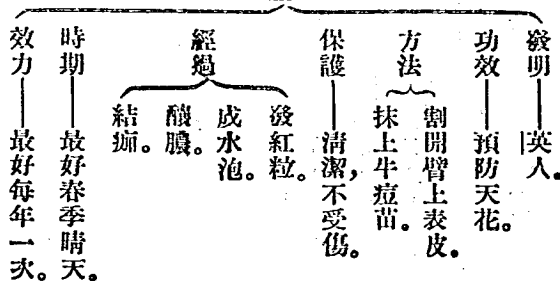 發明——英人。
功效——預防天花。
方法
割開臂上表皮。
抹上牛痘苗。
保護——清潔，不受傷。
經過
發紅粒。
成水泡。
釀膿。
結痂。
時期——最好春季晴天。
效力——最好每年一次。